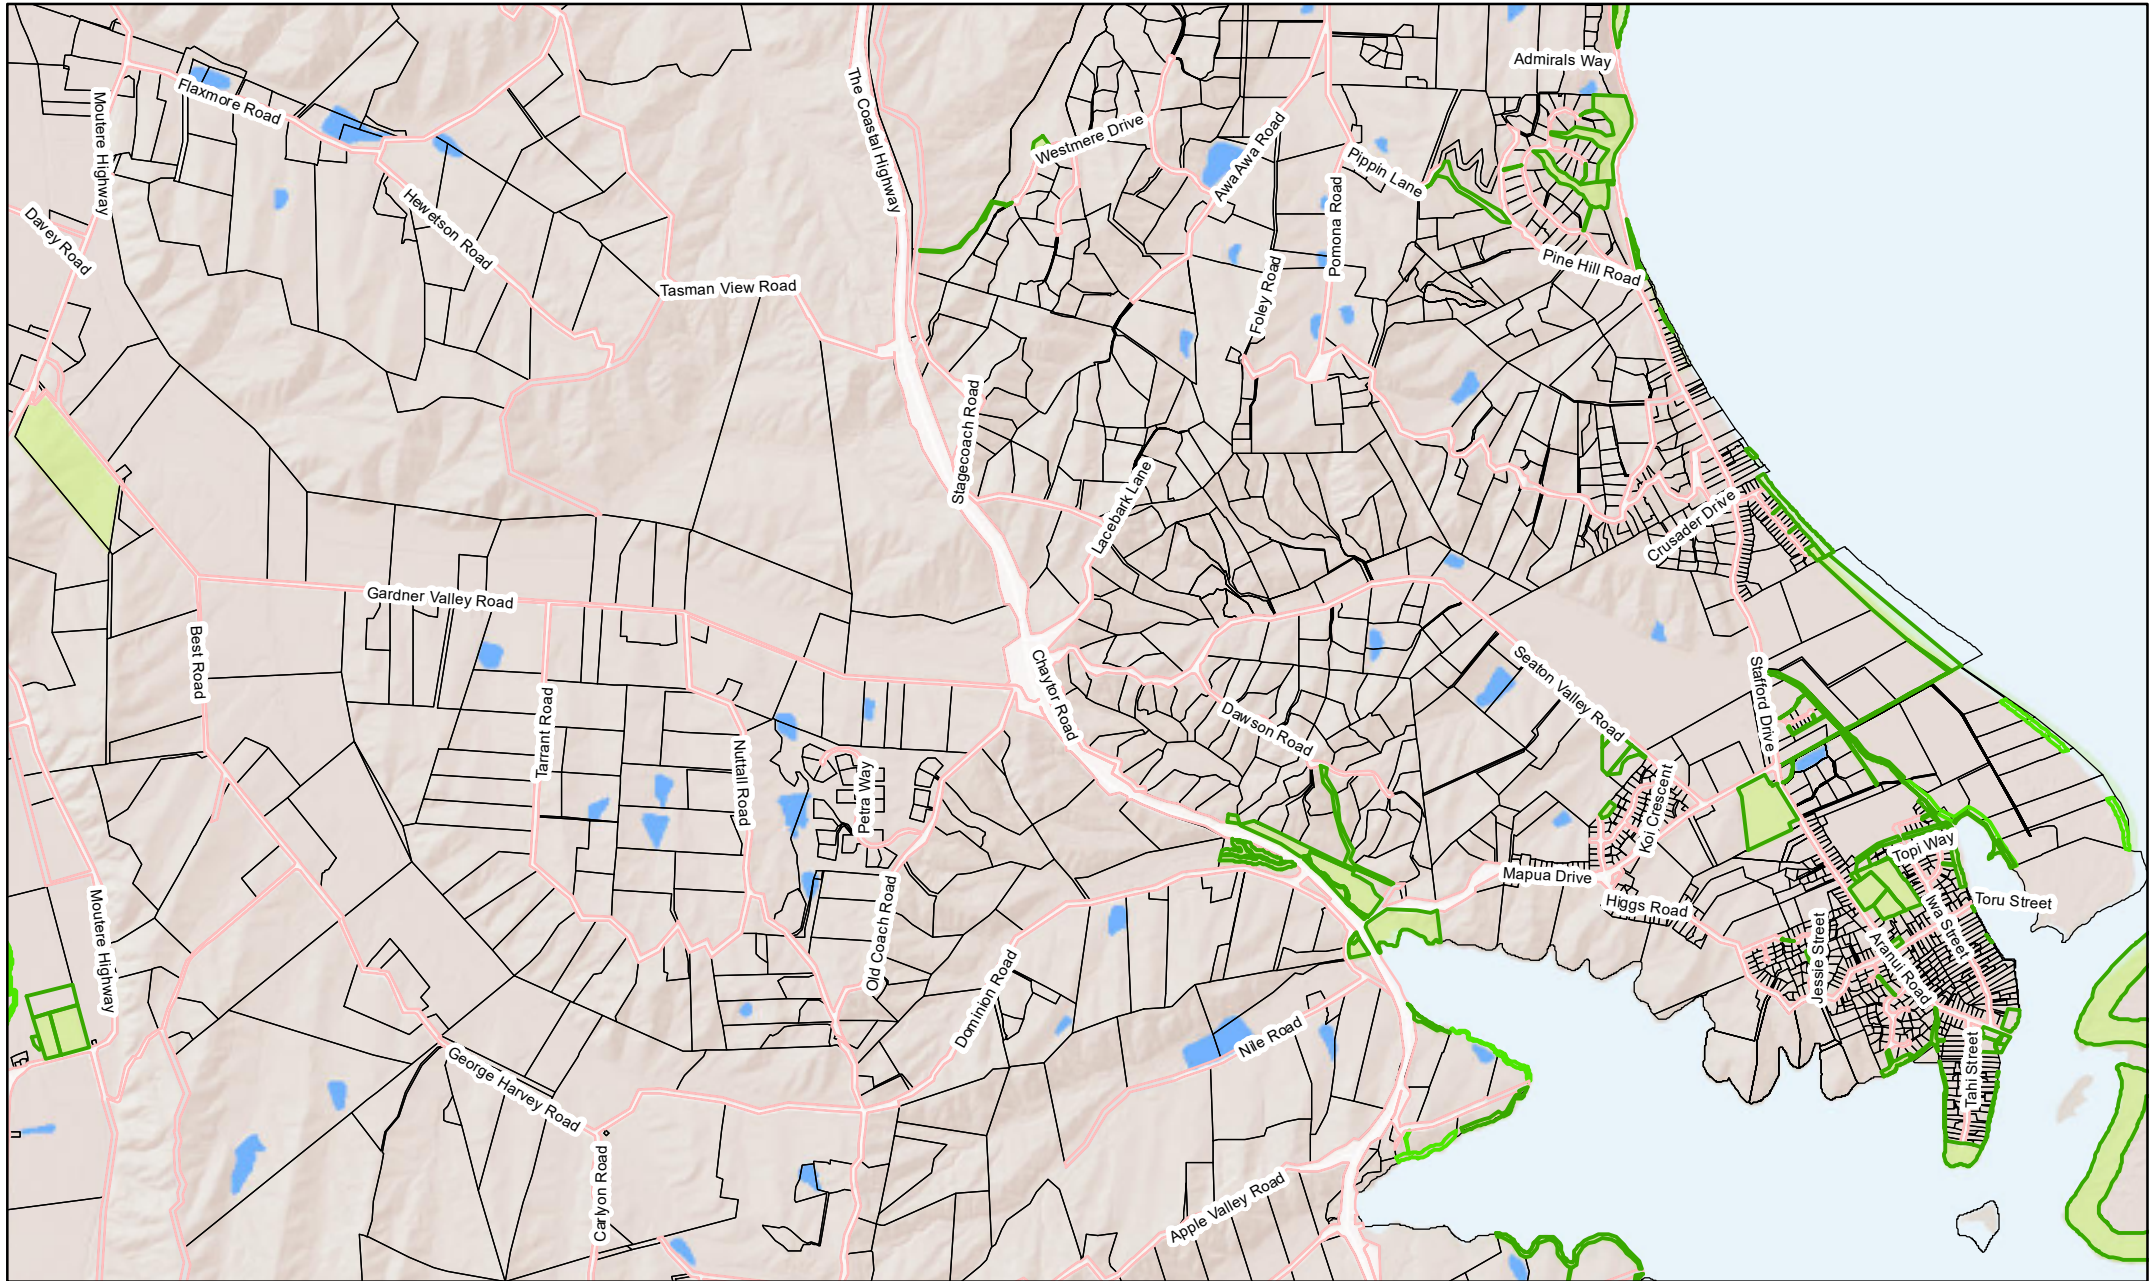 Admirals Way
Flaxmore Road
Moutere Highway
The Coastal Highway
Westmere Drive
Awa Awa Road
Pippin Lane
Pomona Road
Davey Road
Hewetson Road
Tasman View Road
Foley Road
Pine Hill Road
Stagecoach Road
Lacebark Lane
Crusader Drive
Gardner Valley Road
Best Road
Tarrant Road
Nuttall Road
Petra Way
Chaytor Road
Dawson Road
Seaton Valley Road
Stafford Drive
Koi Crescent
Mapua Drive
Higgs Road
Topi Way
Toru Street
Iwa Street
Aranui Road
Jessie Street
Tahi Street
Moutere Highway
Old Coach Road
Dominion Road
Nile Road
George Harvey Road
Carlyon Road
Apple Valley Road